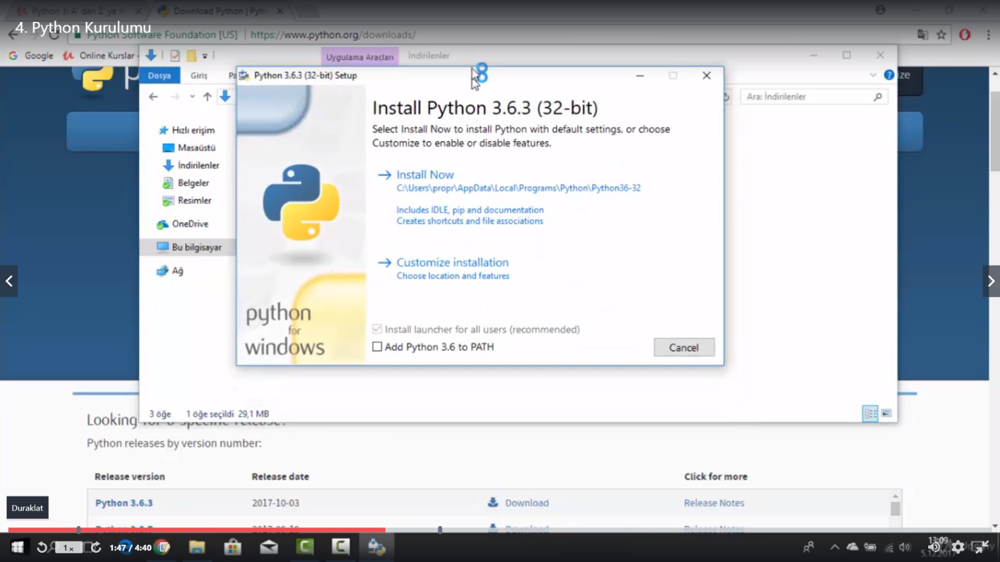 Python 3: A' dan Z' ye P
Download Python | Pyth
4. Python Kurulumu
Python Software Foundation [US]
https://www.python.org/downloads/
Google
Online Kurslar
Uygulama Araçları
İndirilenler
Dosya
Giriş
Pa
Python 3.6.3 (32-bit) Setup
ize
Ara: İndirilenler
Install Python 3.6.3 (32-bit)
Select Install Now to install Python with default settings, or choose
Customize to enable or disable features.
Hızlı erişim
Masaüstü
İndirilenler
Belgeler
Resimler
OneDrive
Bu bilgisayar
Ağ
Install Now
C:\Users\propr\AppData\Local\Programs\Python\Python36-32
Includes IDLE, pip and documentation
Creates shortcuts and file associations
Customize installation
Choose location and features
python
for
windows
Install launcher for all users (recommended)
Add Python 3.6 to PATH
Cancel
3 öğe
1 öğe seçildi 29,1 MB
Looking for a specific release?
Python releases by version number:
Release version
Release date
Click for more
Python 3.6.3
2017-10-03
Download
Release Notes
Duraklat
Download
Release Notes
1x
1:47 / 4:40
13:09
5.12.2017